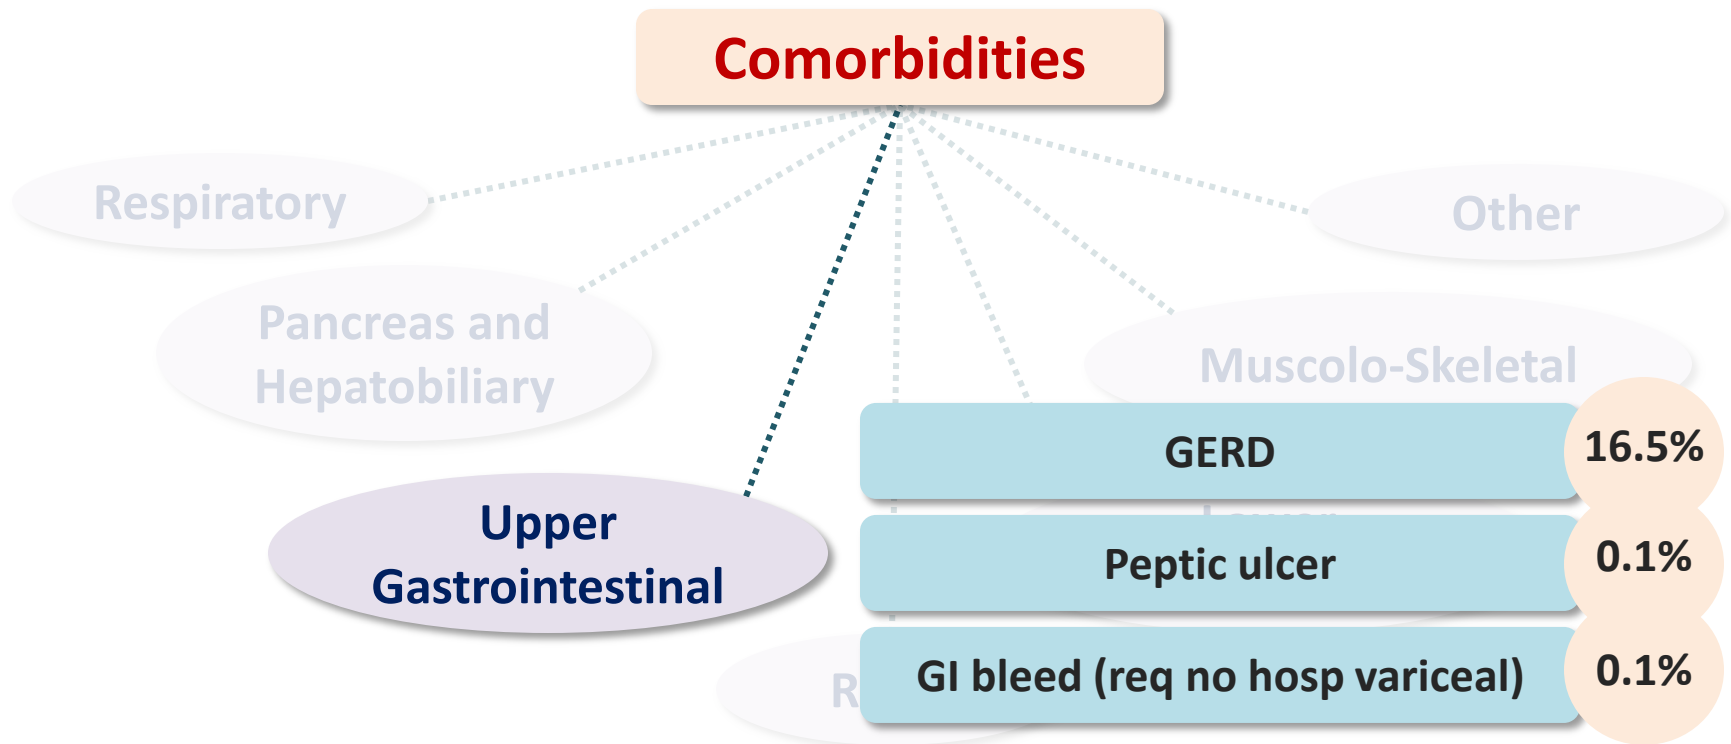 Comorbidities
Respiratory
Other
Pancreas and
Hepatobiliary
Muscolo-Skeletal
GERD
16.5%
Upper
Gastrointestinal
Peptic ulcer
0.1%
GI bleed (req no hosp variceal)
0.1%